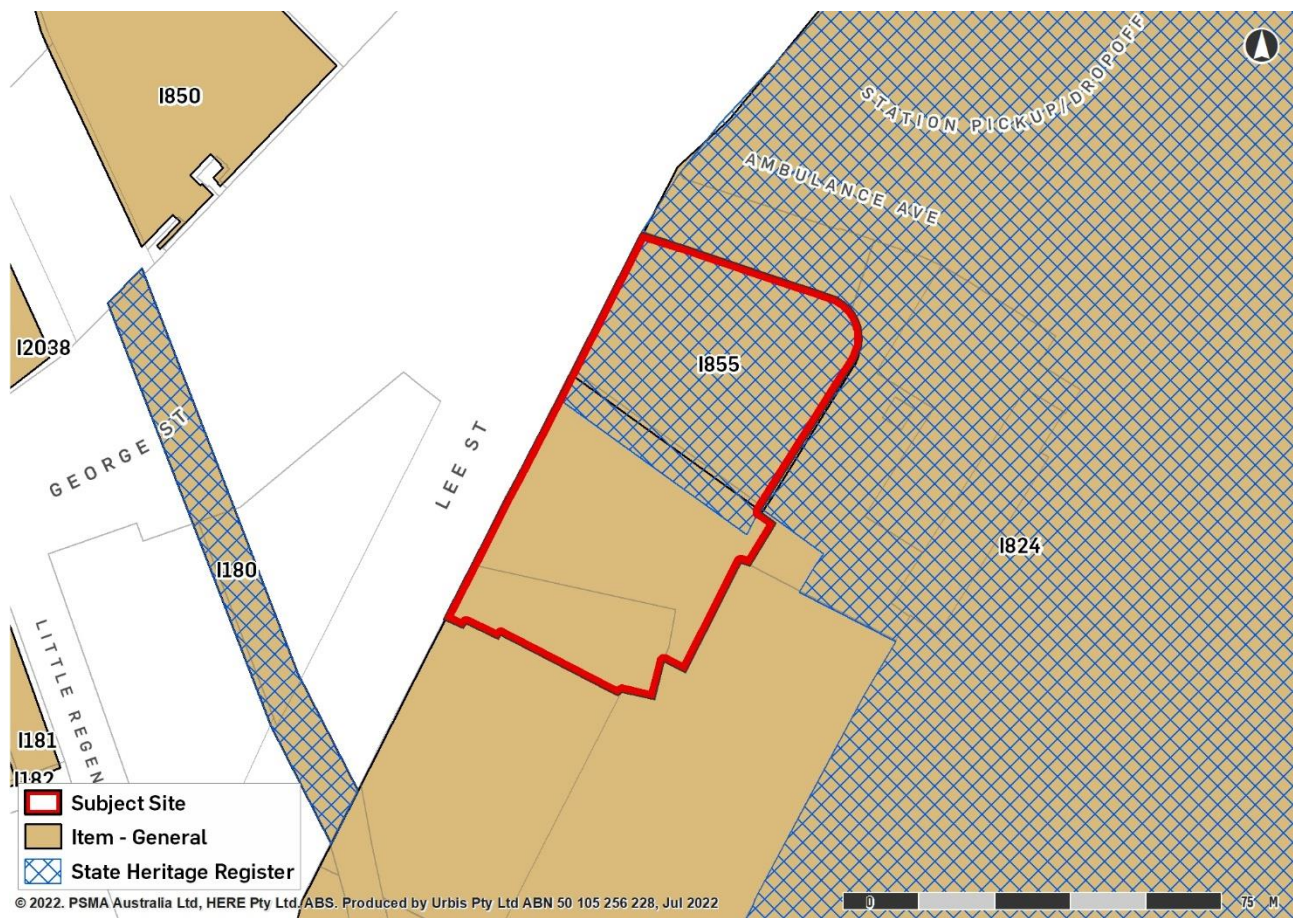 I850
STATION PICKUP/DROPOFF
AMBULANCE AVE
I2038
I855
GEORGE ST
LEE ST
I824
I180
LITTLE REGEN
I181
I182
Subject Site
Item - General
State Heritage Register
© 2022. PSMA Australia Ltd, HERE Pty Ltd. ABS. Produced by Urbis Pty Ltd ABN 50 105 256 228, Jul 2022
0 75 M